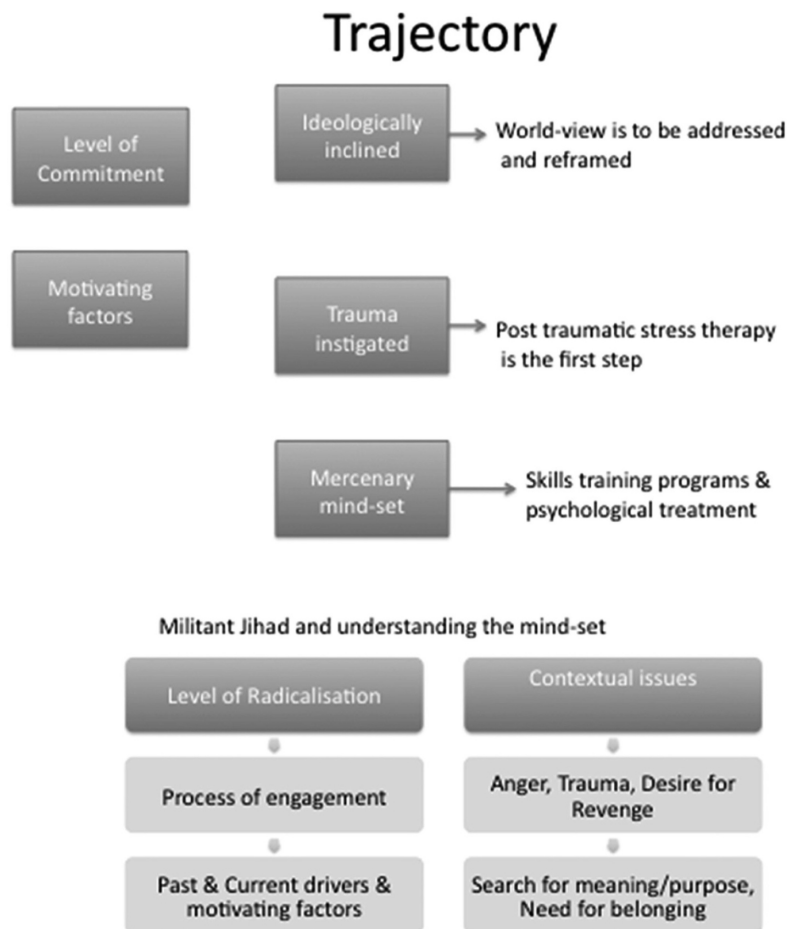 Trajectory
Level of
Commitment
Ideologically
inclined
World-view is to be addressed
and reframed
Motivating
factors
Trauma
instigated
Post traumatic stress therapy
is the first step
Mercenary
mind-set
Skills training programs &
psychological treatment
Militant Jihad and understanding the mind-set
Level of Radicalisation
Process of engagement
Past & Current drivers &
motivating factors
Contextual issues
Anger, Trauma, Desire for
Revenge
Search for meaning/purpose,
Need for belonging